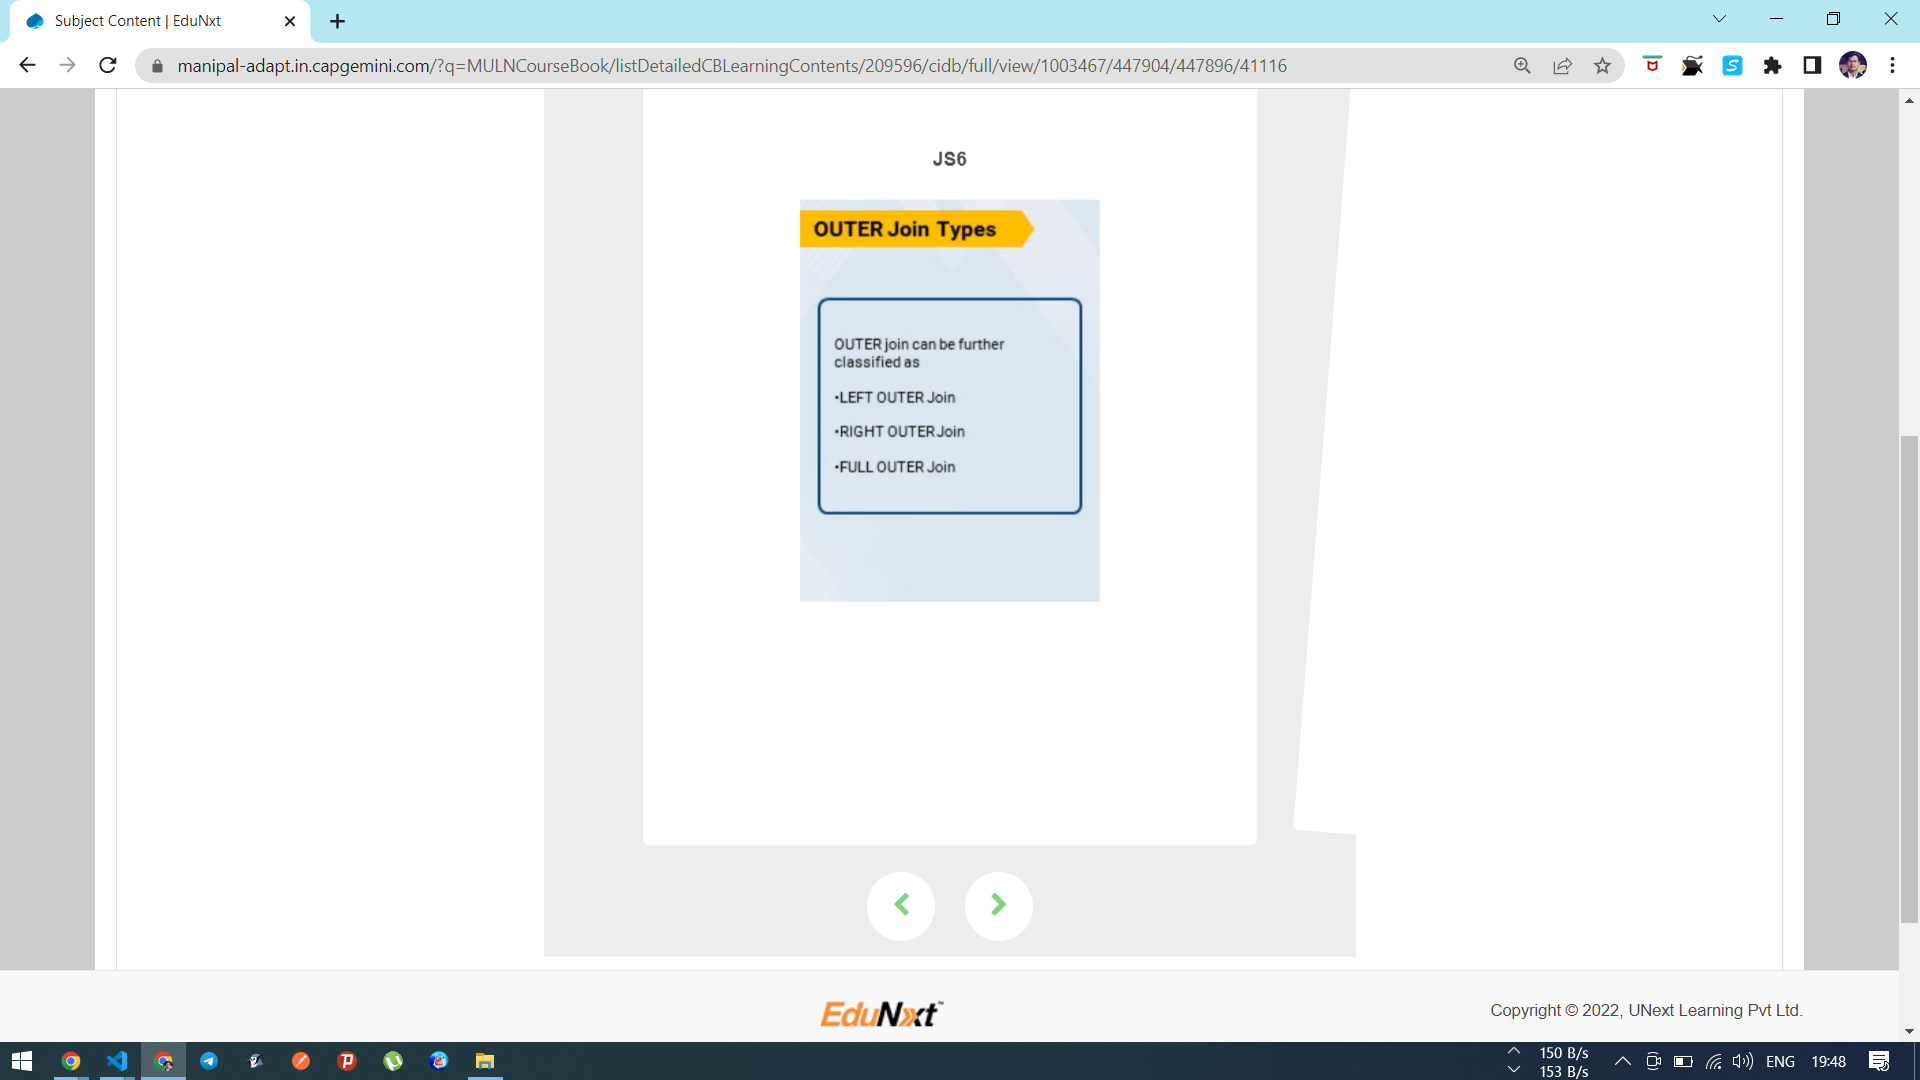 Subject Content | EduNxt
manipal-adapt.in.capgemini.com/?q=MULNCourseBook/listDetailedCBLearningContents/209596/cidb/full/view/1003467/447904/447896/41116
JS6
OUTER Join Types
OUTER join can be further
classified as
•LEFT OUTER Join
•RIGHT OUTER Join
•FULL OUTER Join
EduNxt™
Copyright © 2022, UNext Learning Pvt Ltd.
150 B/s
153 B/s
ENG
19:48